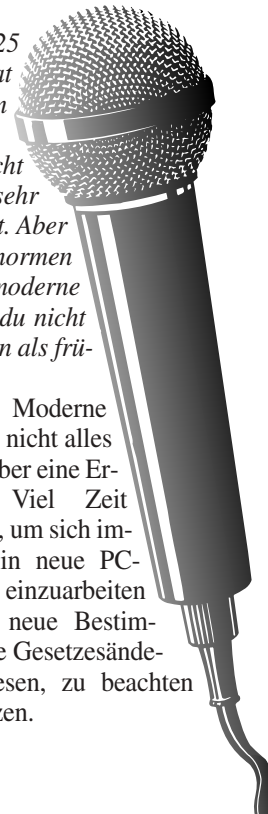 25
at
n
cht
sehr
t. Aber
normen
moderne
du nicht
n als frü-
Moderne
nicht alles
ber eine Er-
Viel Zeit
, um sich im-
in neue PC-
einzuarbeiten
neue Bestim-
e Gesetzesände-
esen, zu beachten
zen.